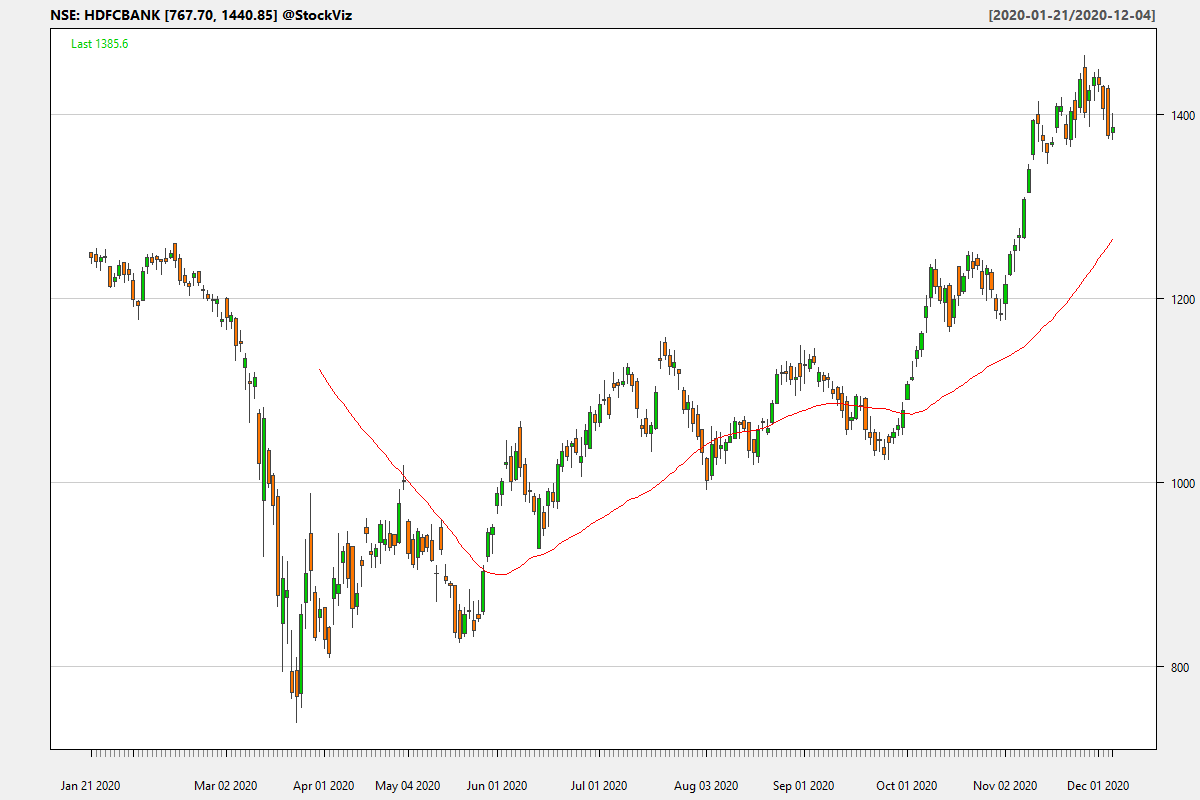 NSE: HDFCBANK [767.70, 1440.85] @StockViz
[2020-01-21/2020-12-04]
Last 1385.6
1400
1200
1000
800
Jan 21 2020
Mar 02 2020
Apr 01 2020
May 04 2020
Jun 01 2020
Jul 01 2020
Aug 03 2020
Sep 01 2020
Oct 01 2020
Nov 02 2020
Dec 01 2020